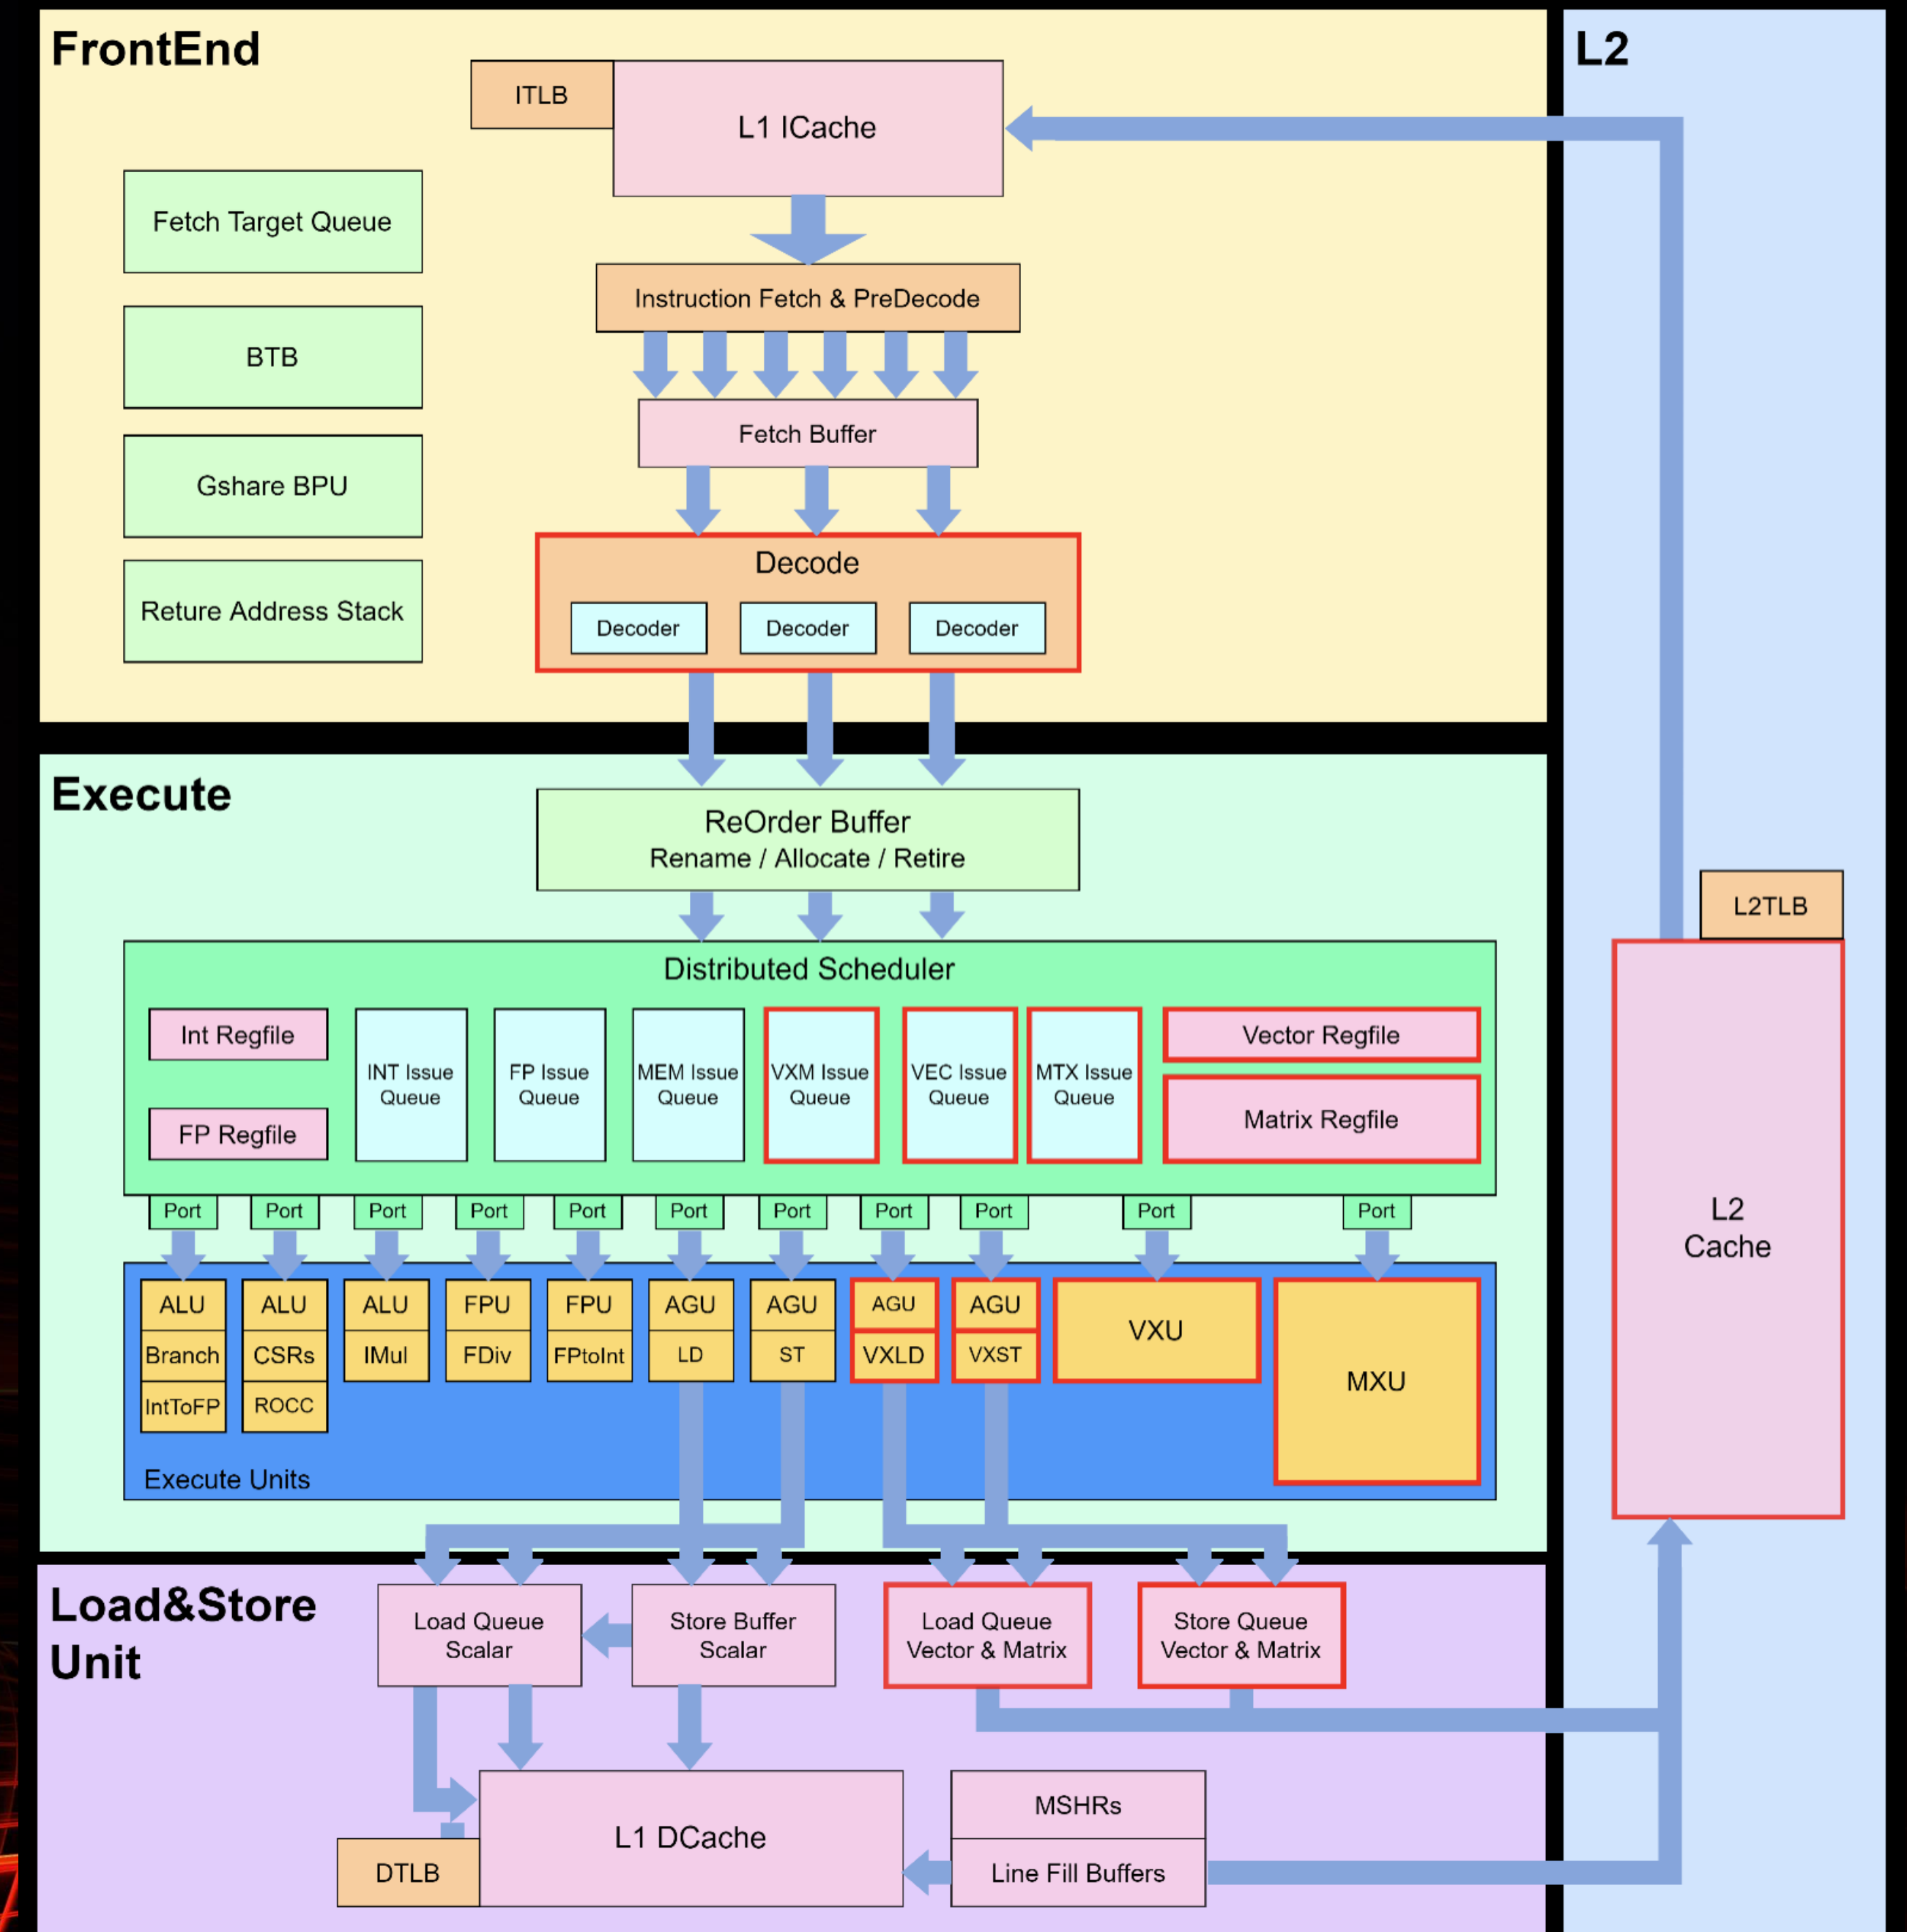 FrontEnd
L2
ITLB
L1 ICache
Fetch Target Queue
Instruction Fetch & PreDecode
BTB
Fetch Buffer
Gshare BPU
Decode
Reture Address Stack
Decoder
Decoder
Decoder
Execute
ReOrder Buffer
Rename / Allocate / Retire
L2TLB
Distributed Scheduler
Int Regfile
FP Regfile
INT Issue
Queue
FP Issue
Queue
MEM Issue
Queue
VXM Issue
Queue
VEC Issue
Queue
MTX Issue
Queue
Vector Regfile
Matrix Regfile
L2
Cache
Port
Port
Port
Port
Port
Port
Port
Port
Port
Port
Port
ALU
Branch
IntToFP
ALU
CSRs
ROCC
ALU
IMul
FPU
FDiv
FPU
FPtoInt
AGU
LD
AGU
ST
AGU
VXLD
AGU
VXST
VXU
MXU
Execute Units
Load&Store
Unit
Load Queue
Scalar
Store Buffer
Scalar
Load Queue
Vector & Matrix
Store Queue
Vector & Matrix
L1 DCache
DTLB
MSHRs
Line Fill Buffers